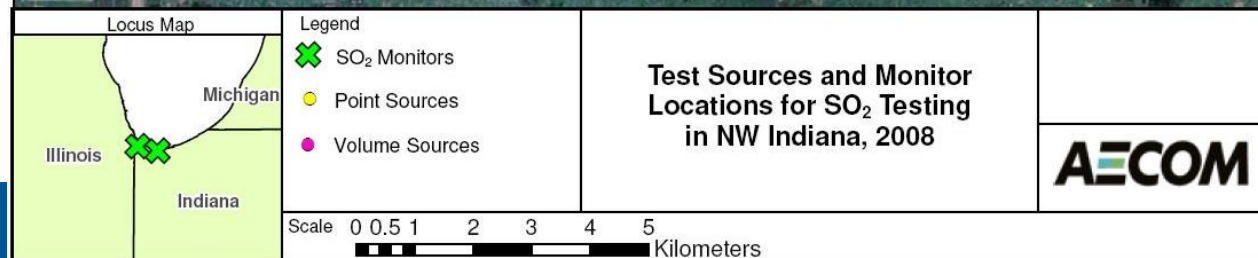 Locus Map
Michigan
Illinois
Indiana
Legend
SO₂ Monitors
Point Sources
Volume Sources
Scale 0 0.5 1 2 3 4 5
Kilometers
Test Sources and Monitor
Locations for SO₂ Testing
in NW Indiana, 2008
AECOM